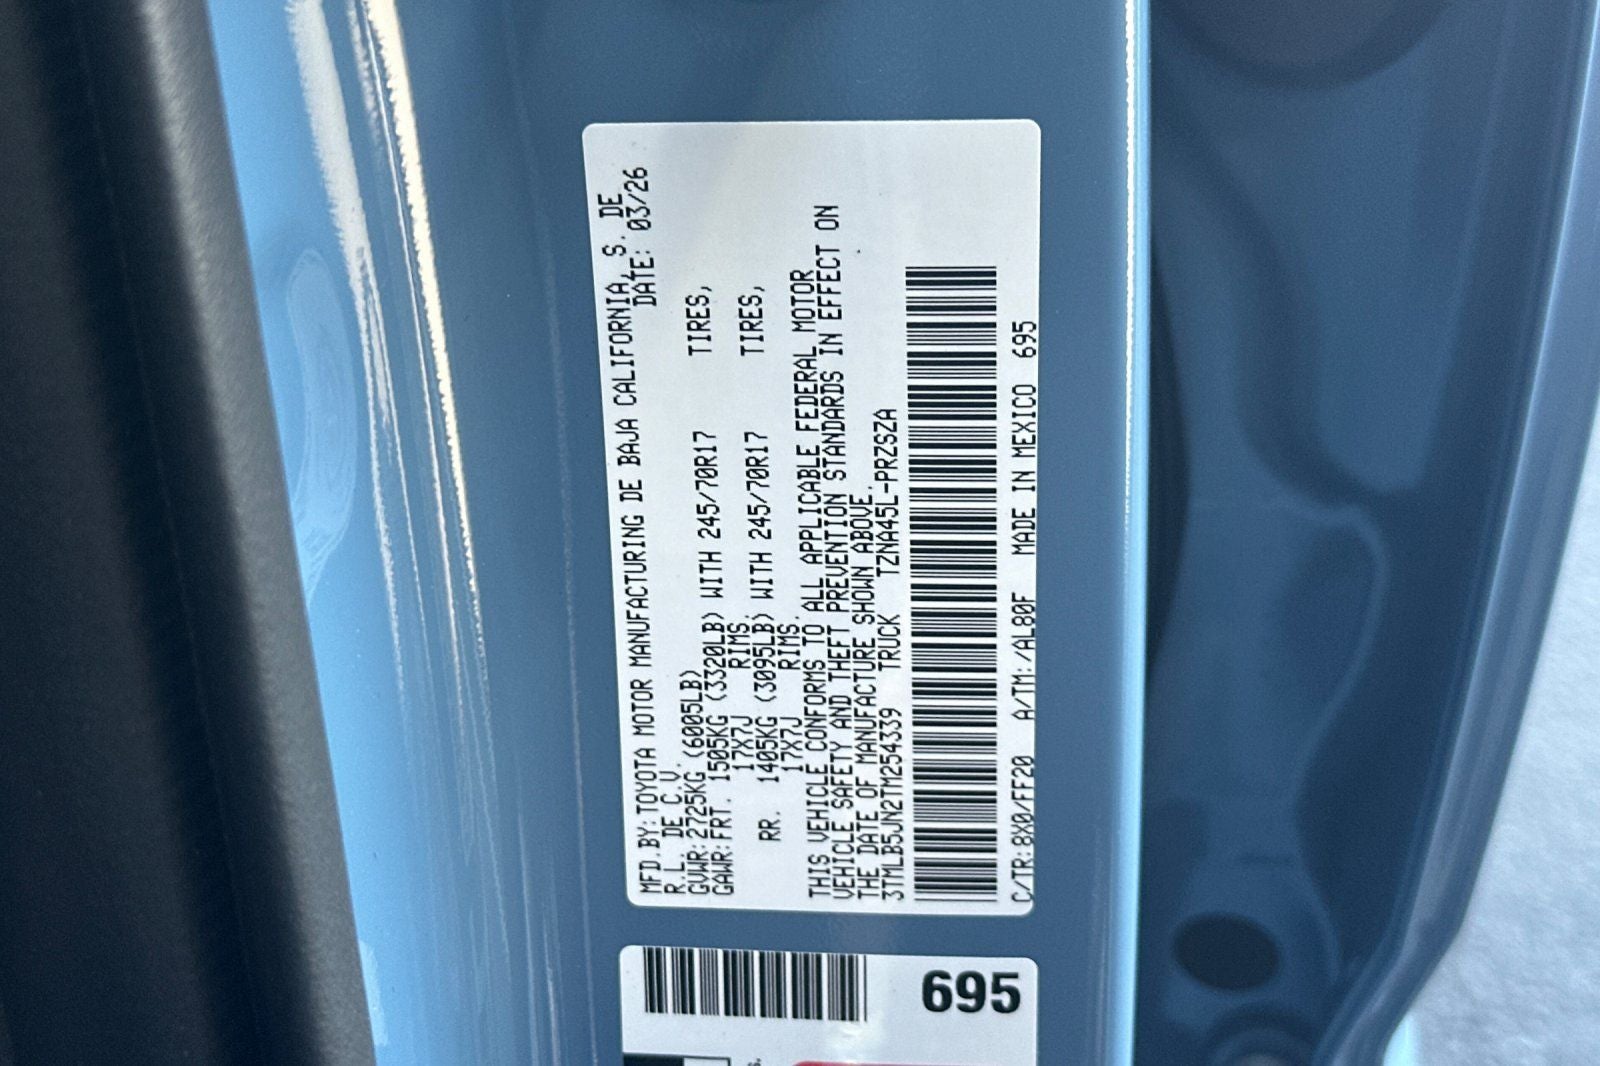 MFD.BY:TOYOTA MOTOR MANUFACTURING DE BAJA CALIFORNIA, S. DE
R.L. DE C.V. DATE: 03/26
GVWR:2725KG (6005LB)
GAWR:FRT. 1505KG (3320LB) WITH 245/70R17 TIRES,
17X7J RIMS.
RR. 1405KG (3095LB) WITH 245/70R17 TIRES,
17X7J RIMS.
THIS VEHICLE CONFORMS TO ALL APPLICABLE FEDERAL MOTOR
VEHICLE SAFETY AND THEFT PREVENTION STANDARDS IN EFFECT ON
THE DATE OF MANUFACTURE SHOWN ABOVE.
3TMLB5JN2TM254339 TRUCK TZNA45L-PRZSZA
C/TR:8X0/FF20 A/TM:/AL80F MADE IN MEXICO 695
695